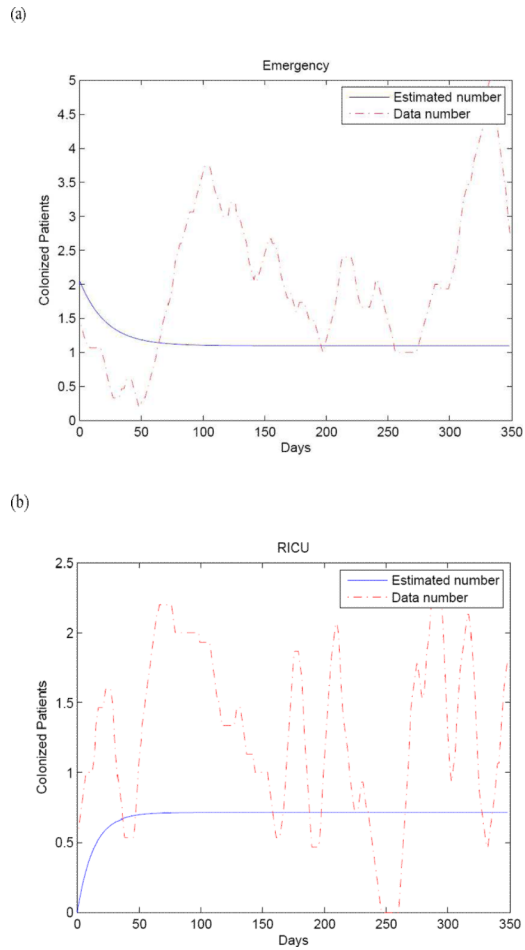 (a)
Emergency
Estimated number
Data number
Colonized Patients
5
4.5
4
3.5
3
2.5
2
1.5
1
0.5
0
0 50 100 150 200 250 300 350
Days
(b)
RICU
Estimated number
Data number
Colonized Patients
2.5
2
1.5
1
0.5
0
0 50 100 150 200 250 300 350
Days